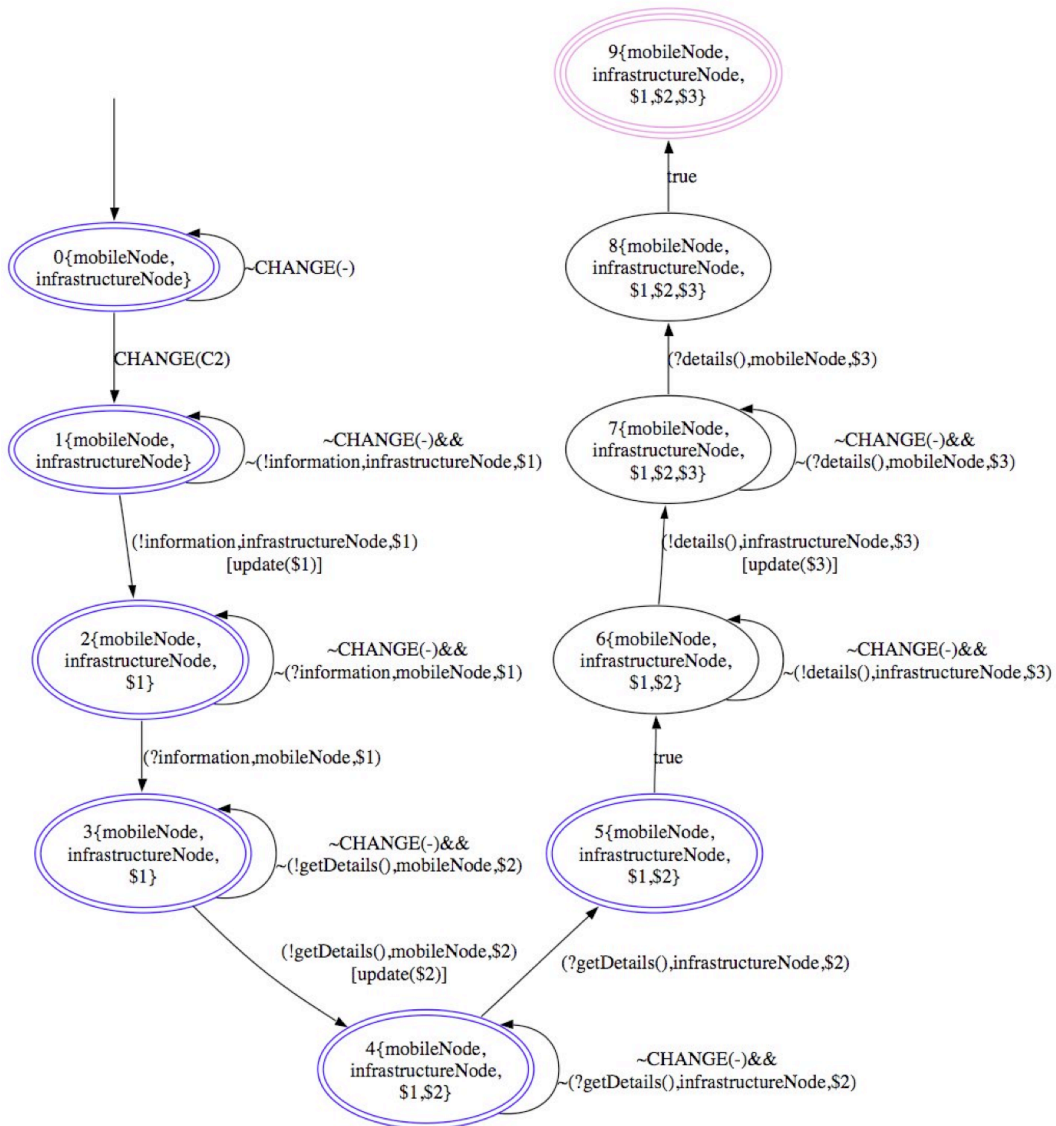 0{mobileNode,
infrastructureNode}
~CHANGE(-)
CHANGE(C2)
1{mobileNode,
infrastructureNode}
~CHANGE(-)&&
~(!information,infrastructureNode,$1)
(!information,infrastructureNode,$1)
[update($1)]
2{mobileNode,
infrastructureNode,
$1}
~CHANGE(-)&&
~(?information,mobileNode,$1)
(?information,mobileNode,$1)
3{mobileNode,
infrastructureNode,
$1}
~CHANGE(-)&&
~(!getDetails(),mobileNode,$2)
(!getDetails(),mobileNode,$2)
[update($2)]
4{mobileNode,
infrastructureNode,
$1,$2}
~CHANGE(-)&&
~(?getDetails(),infrastructureNode,$2)
(?getDetails(),infrastructureNode,$2)
5{mobileNode,
infrastructureNode,
$1,$2}
true
6{mobileNode,
infrastructureNode,
$1,$2}
~CHANGE(-)&&
~(!details(),infrastructureNode,$3)
(!details(),infrastructureNode,$3)
[update($3)]
7{mobileNode,
infrastructureNode,
$1,$2,$3}
~CHANGE(-)&&
~(?details(),mobileNode,$3)
(?details(),mobileNode,$3)
8{mobileNode,
infrastructureNode,
$1,$2,$3}
true
9{mobileNode,
infrastructureNode,
$1,$2,$3}